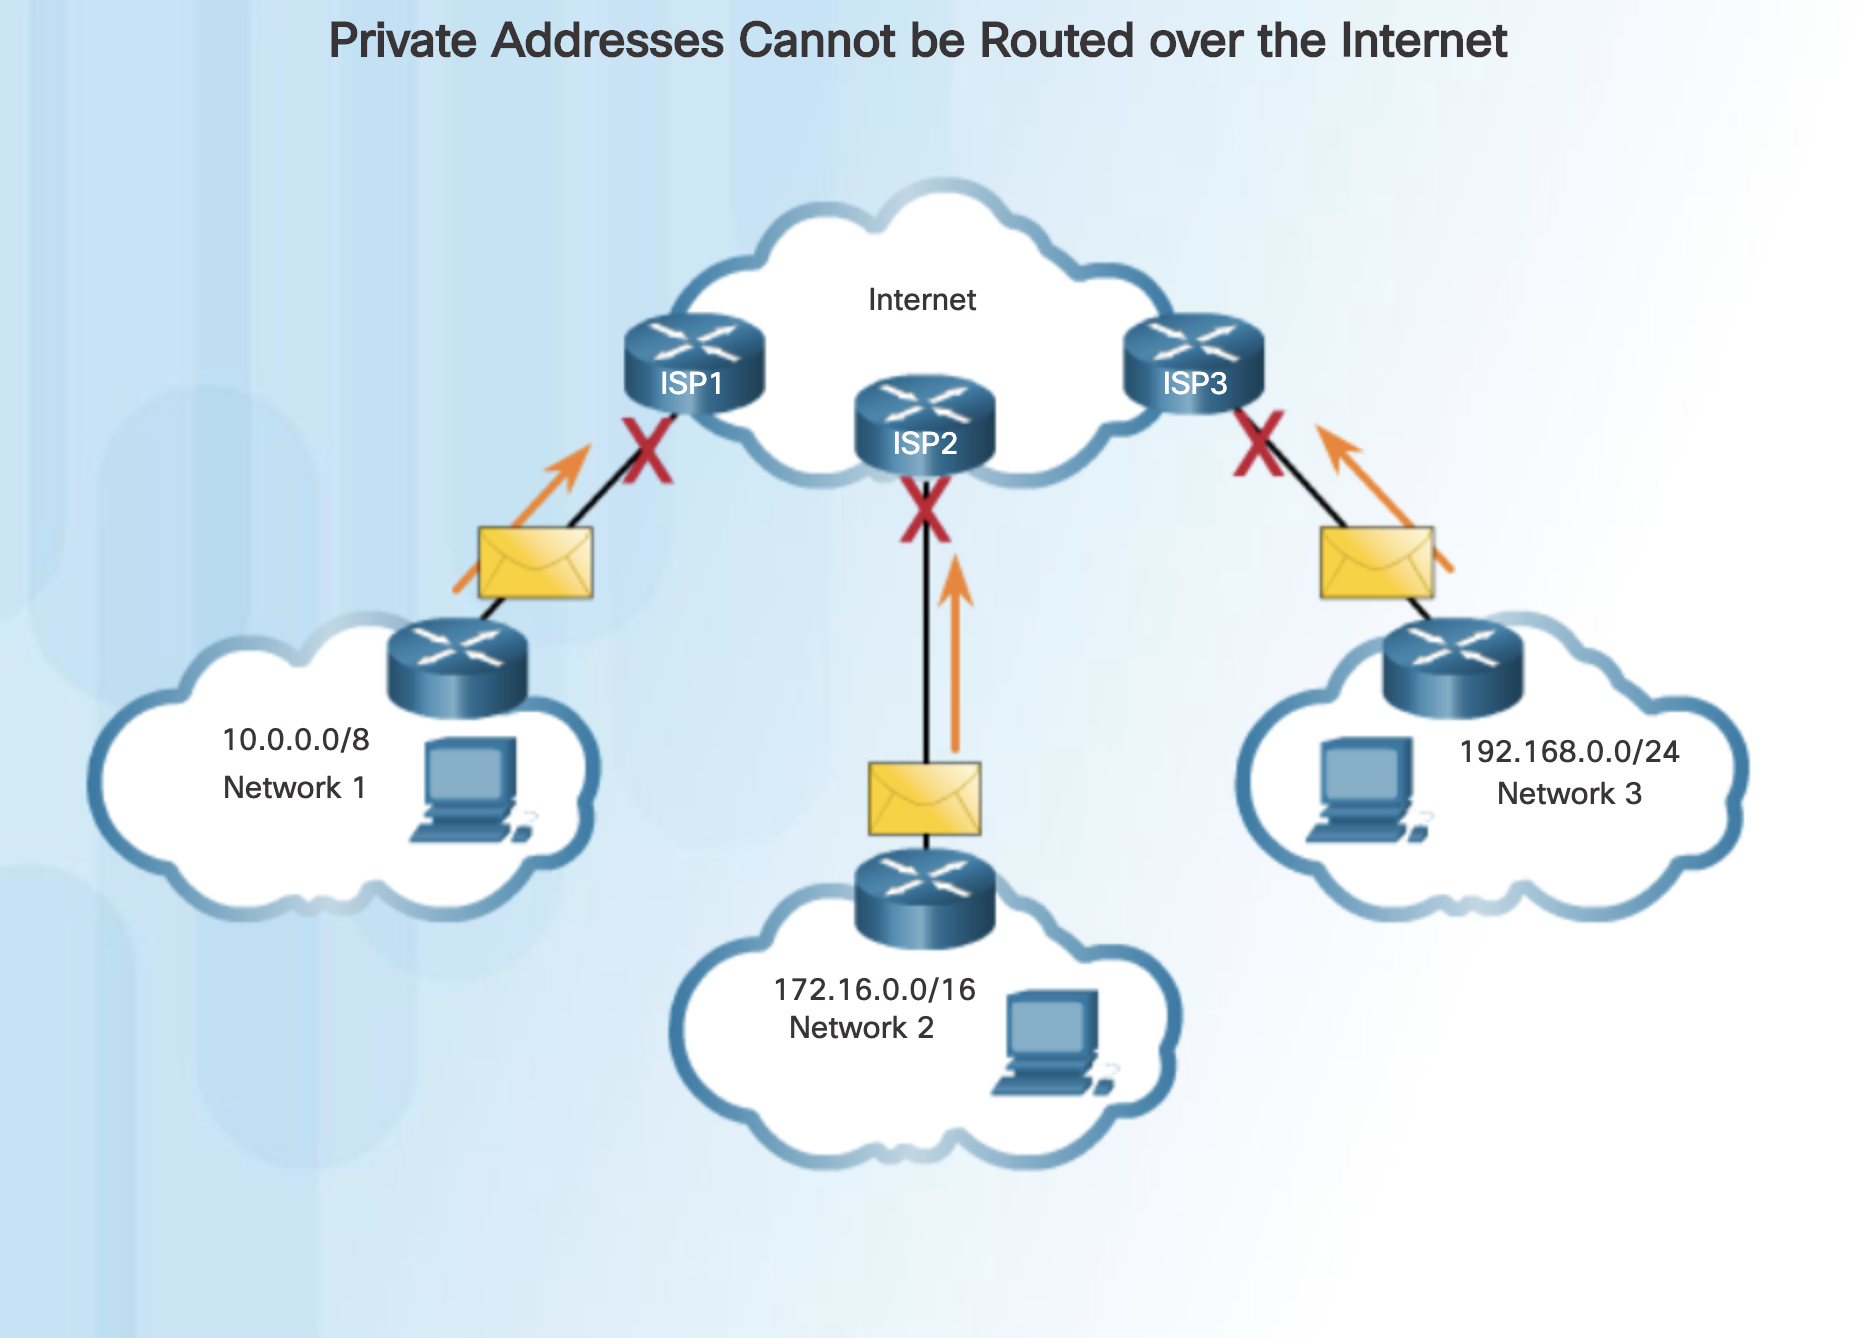 Private Addresses Cannot be Routed over the Internet
Internet
ISP1
ISP2
ISP3
10.0.0.0/8
Network 1
172.16.0.0/16
Network 2
192.168.0.0/24
Network 3